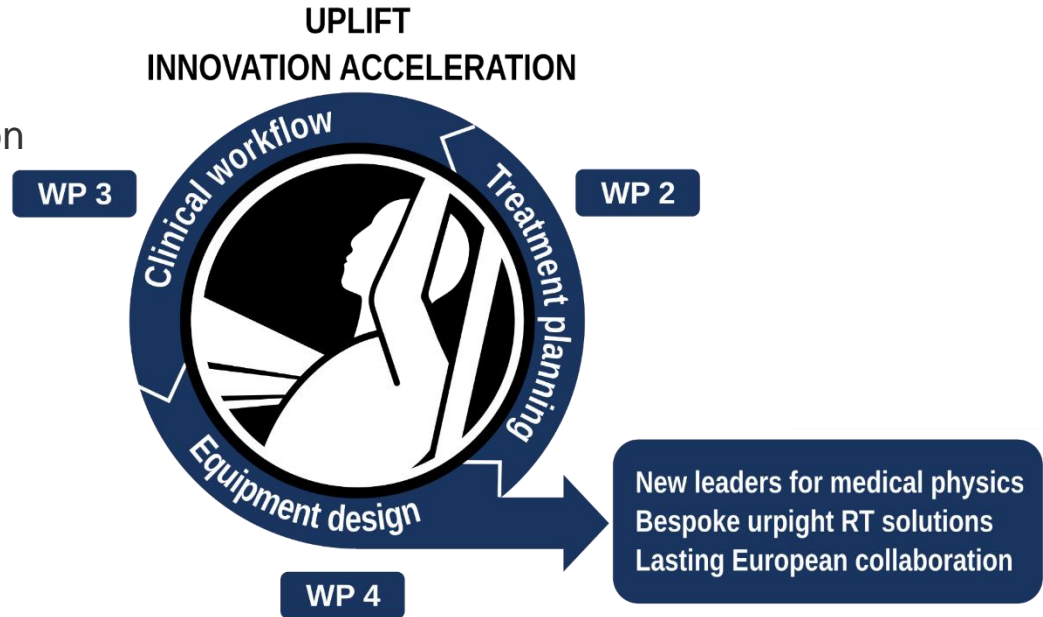 UPLIFT
INNOVATION ACCELERATION
on
WP 3
Clinical workflow
WP 2
Treatment planning
Equipment design
WP 4
New leaders for medical physics
Bespoke urpight RT solutions
Lasting European collaboration